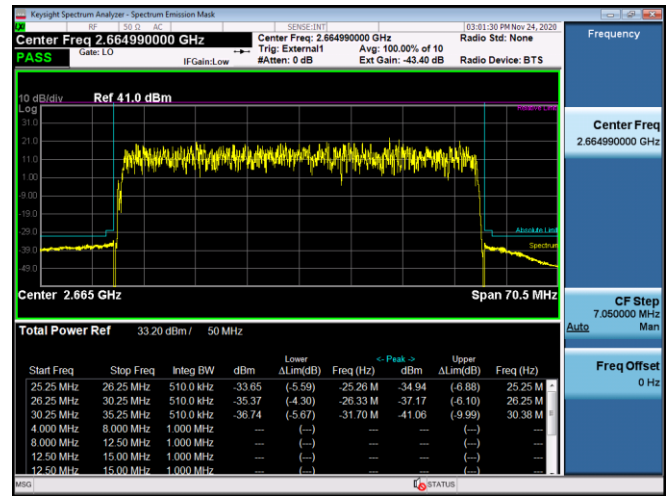 Keysight Spectrum Analyzer - Spectrum Emission Mask
RF 50 Ω AC SENSE:INT 03:01:30 PM Nov 24, 2020
Center Freq 2.664990000 GHz
PASS
Gate: LO
IFGain:Low
Center Freq: 2.664990000 GHz
Trig: External1 Avg: 100.00% of 10
#Atten: 0 dB Ext Gain: -43.40 dB
Radio Std: None
Radio Device: BTS
10 dB/div Ref 41.0 dBm
Log
Relative Limit
31.0
21.0
11.0
1.00
-9.00
-19.0
-29.0
Absolute Limit
-39.0
Spectrum
-49.0
Center 2.665 GHz Span 70.5 MHz
Total Power Ref 33.20 dBm / 50 MHz
Lower <- Peak -> Upper
Start Freq Stop Freq Integ BW dBm ΔLim(dB) Freq (Hz) dBm ΔLim(dB) Freq (Hz)
25.25 MHz 26.25 MHz 510.0 kHz -33.65 (-5.59) -25.26 M -34.94 (-6.88) 25.25 M
26.25 MHz 30.25 MHz 510.0 kHz -35.37 (-4.30) -26.33 M -37.17 (-6.10) 26.25 M
30.25 MHz 35.25 MHz 510.0 kHz -36.74 (-5.67) -31.70 M -41.06 (-9.99) 30.38 M
4.000 MHz 8.000 MHz 1.000 MHz --- (---) --- --- (---) ---
8.000 MHz 12.50 MHz 1.000 MHz --- (---) --- --- (---) ---
12.50 MHz 15.00 MHz 1.000 MHz --- (---) --- --- (---) ---
12.50 MHz 15.00 MHz 1.000 MHz --- (---) --- --- (---) ---
MSG STATUS
Frequency
Center Freq
2.664990000 GHz
CF Step
7.050000 MHz
Auto Man
Freq Offset
0 Hz